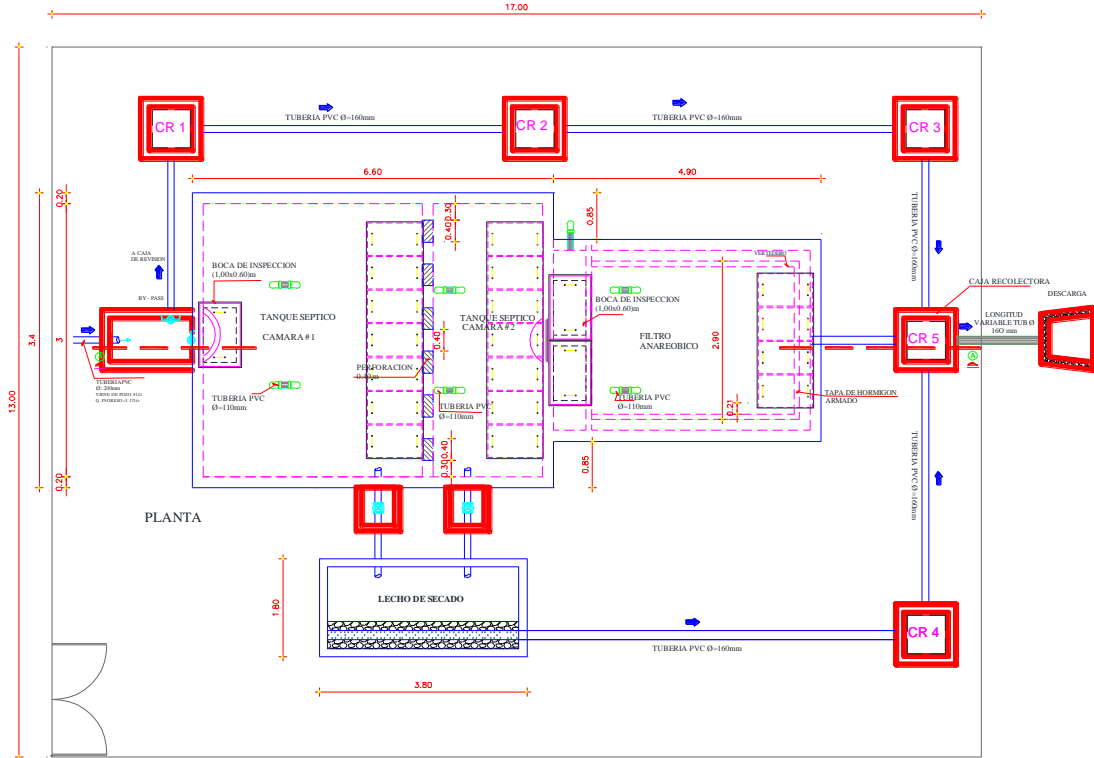 17.00
CR 1
CR 2
CR 3
TUBERIA PVC Ø=160mm
TUBERIA PVC Ø=160mm
6.60
4.90
0.20
0.30
0.40
0.85
TUBERIA PVC Ø=160mm
A CAJA
DE REVISION
BOCA DE INSPECCION
(1,00x0.60)m
VERTEDERO
BY - PASS
TANQUE SEPTICO
CAMARA #1
TANQUE SEPTICO
CAMARA #2
BOCA DE INSPECCION
(1,00x0.60)m
FILTRO
ANAREOBICO
CAJA RECOLECTORA
DESCARGA
LONGITUD
VARIABLE TUB Ø
160 mm
CR 5
A
A
13.00
3.4
3
0.40
2.90
PERFORACION
TUBERIA PVC
Ø=110mm
TUBERIA PVC
Ø=110mm
TUBERIA PVC
Ø=110mm
TAPA DE HORMIGON
ARMADO
0.21
TUBERIA PVC
Ø=200mm
VIENE DE POZO
0.40
0.30
0.20
0.85
TUBERIA PVC Ø=160mm
PLANTA
1.80
LECHO DE SECADO
CR 4
TUBERIA PVC Ø=160mm
3.80